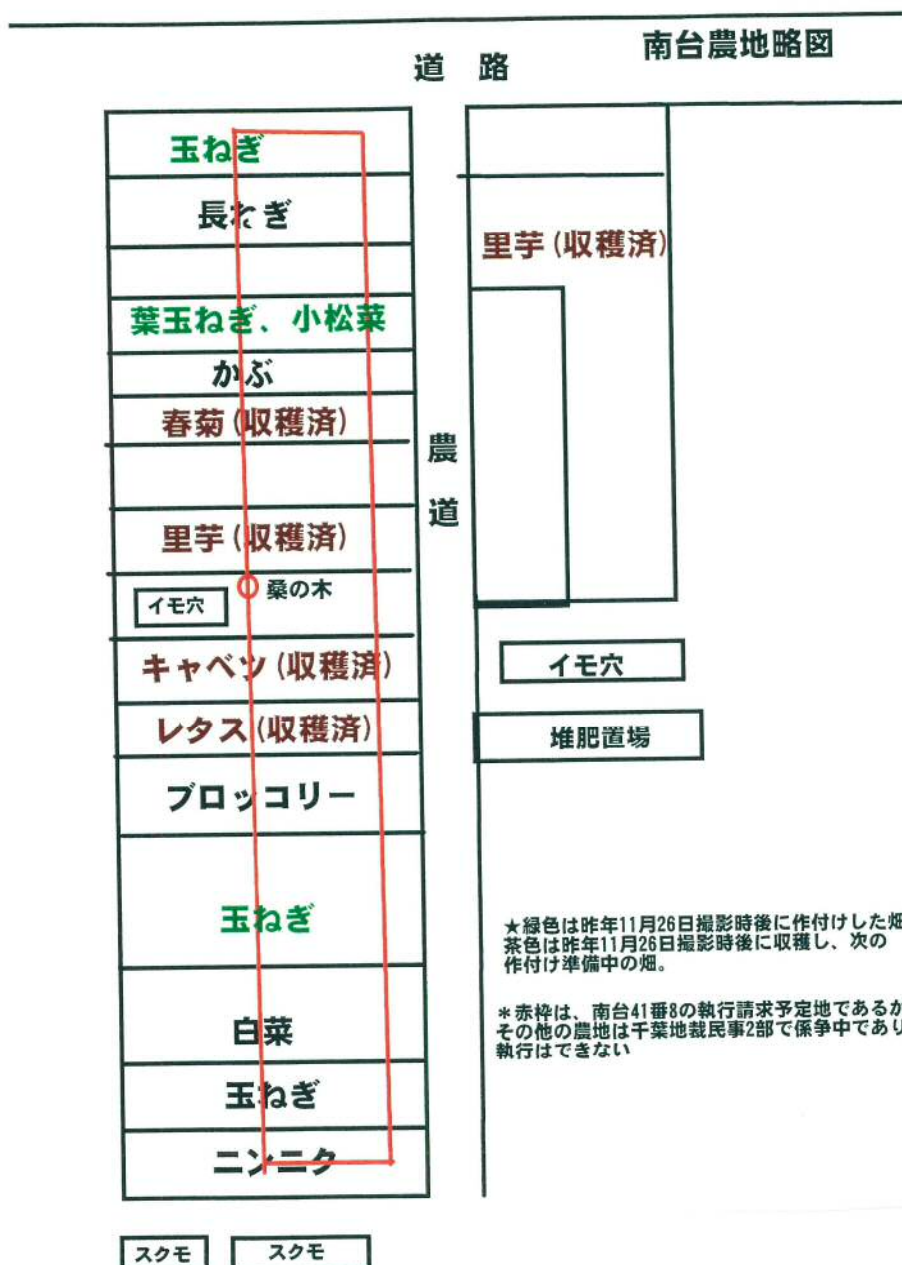 南台農地略図
道 路
玉ねぎ
長ねぎ
葉玉ねぎ、小松菜
かぶ
春菊(収穫済)
里芋(収穫済)
桑の木
イモ穴
キャベツ(収穫済)
レタス(収穫済)
ブロッコリー
玉ねぎ
白菜
玉ねぎ
ニンニク
スクモ
スクモ
農
道
里芋(収穫済)
イモ穴
堆肥置場
★緑色は昨年11月26日撮影時後に作付けした畑
茶色は昨年11月26日撮影時後に収穫し、次の
作付け準備中の畑。
*赤枠は、南台41番8の執行請求予定地であるが
その他の農地は千葉地裁民事2部で係争中であり
執行はできない